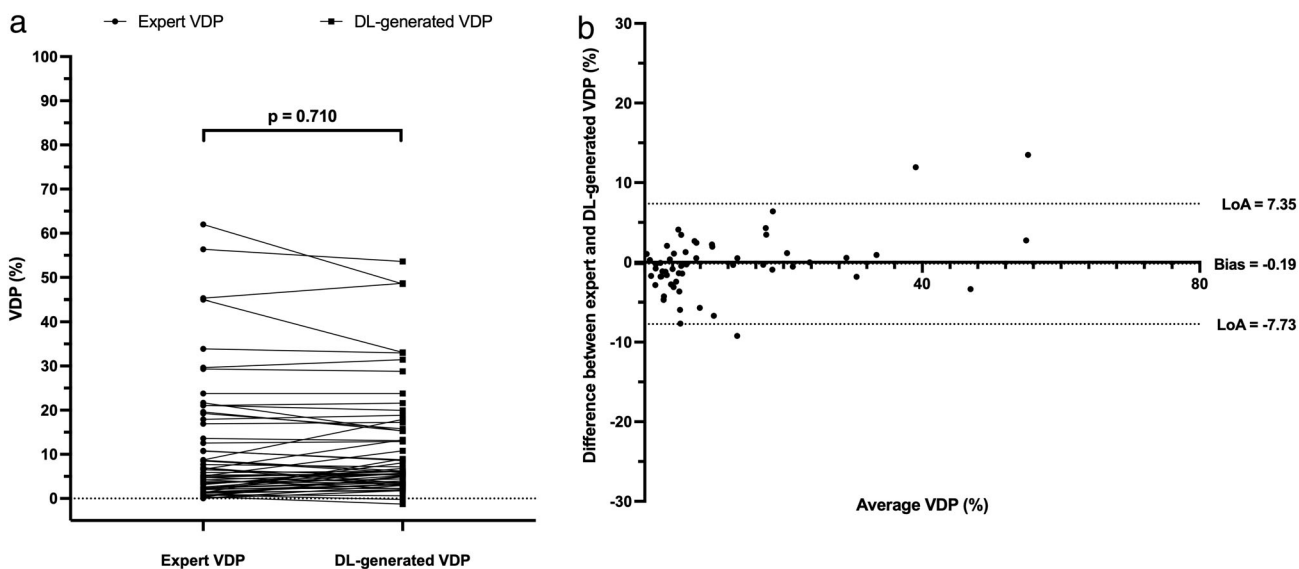 a
Expert VDP
DL-generated VDP
100
90
80
70
60
50
40
30
20
10
0
VDP (%)
p = 0.710
Expert VDP
DL-generated VDP
b
Difference between expert and DL-generated VDP (%)
30
20
10
0
-10
-20
-30
40
80
LoA = 7.35
Bias = -0.19
LoA = -7.73
Average VDP (%)